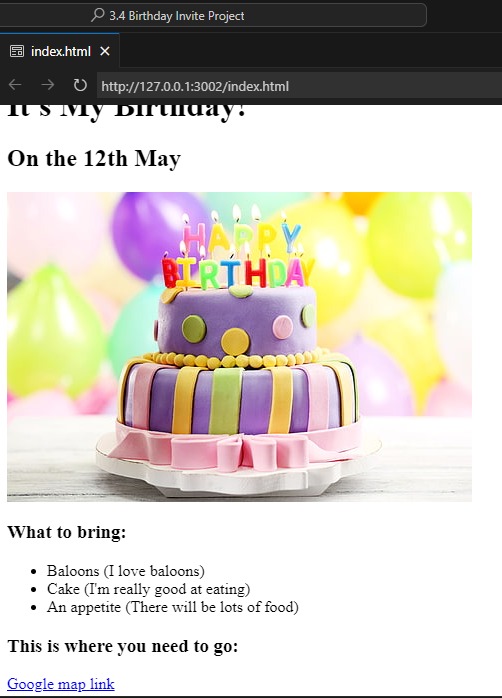 3.4 Birthday Invite Project
index.html
http://127.0.0.1:3002/index.html
It's My Birthday!
On the 12th May
HAPPY
BIRTHDAY
What to bring:
Baloons (I love baloons)
Cake (I'm really good at eating)
An appetite (There will be lots of food)
This is where you need to go:
Google map link